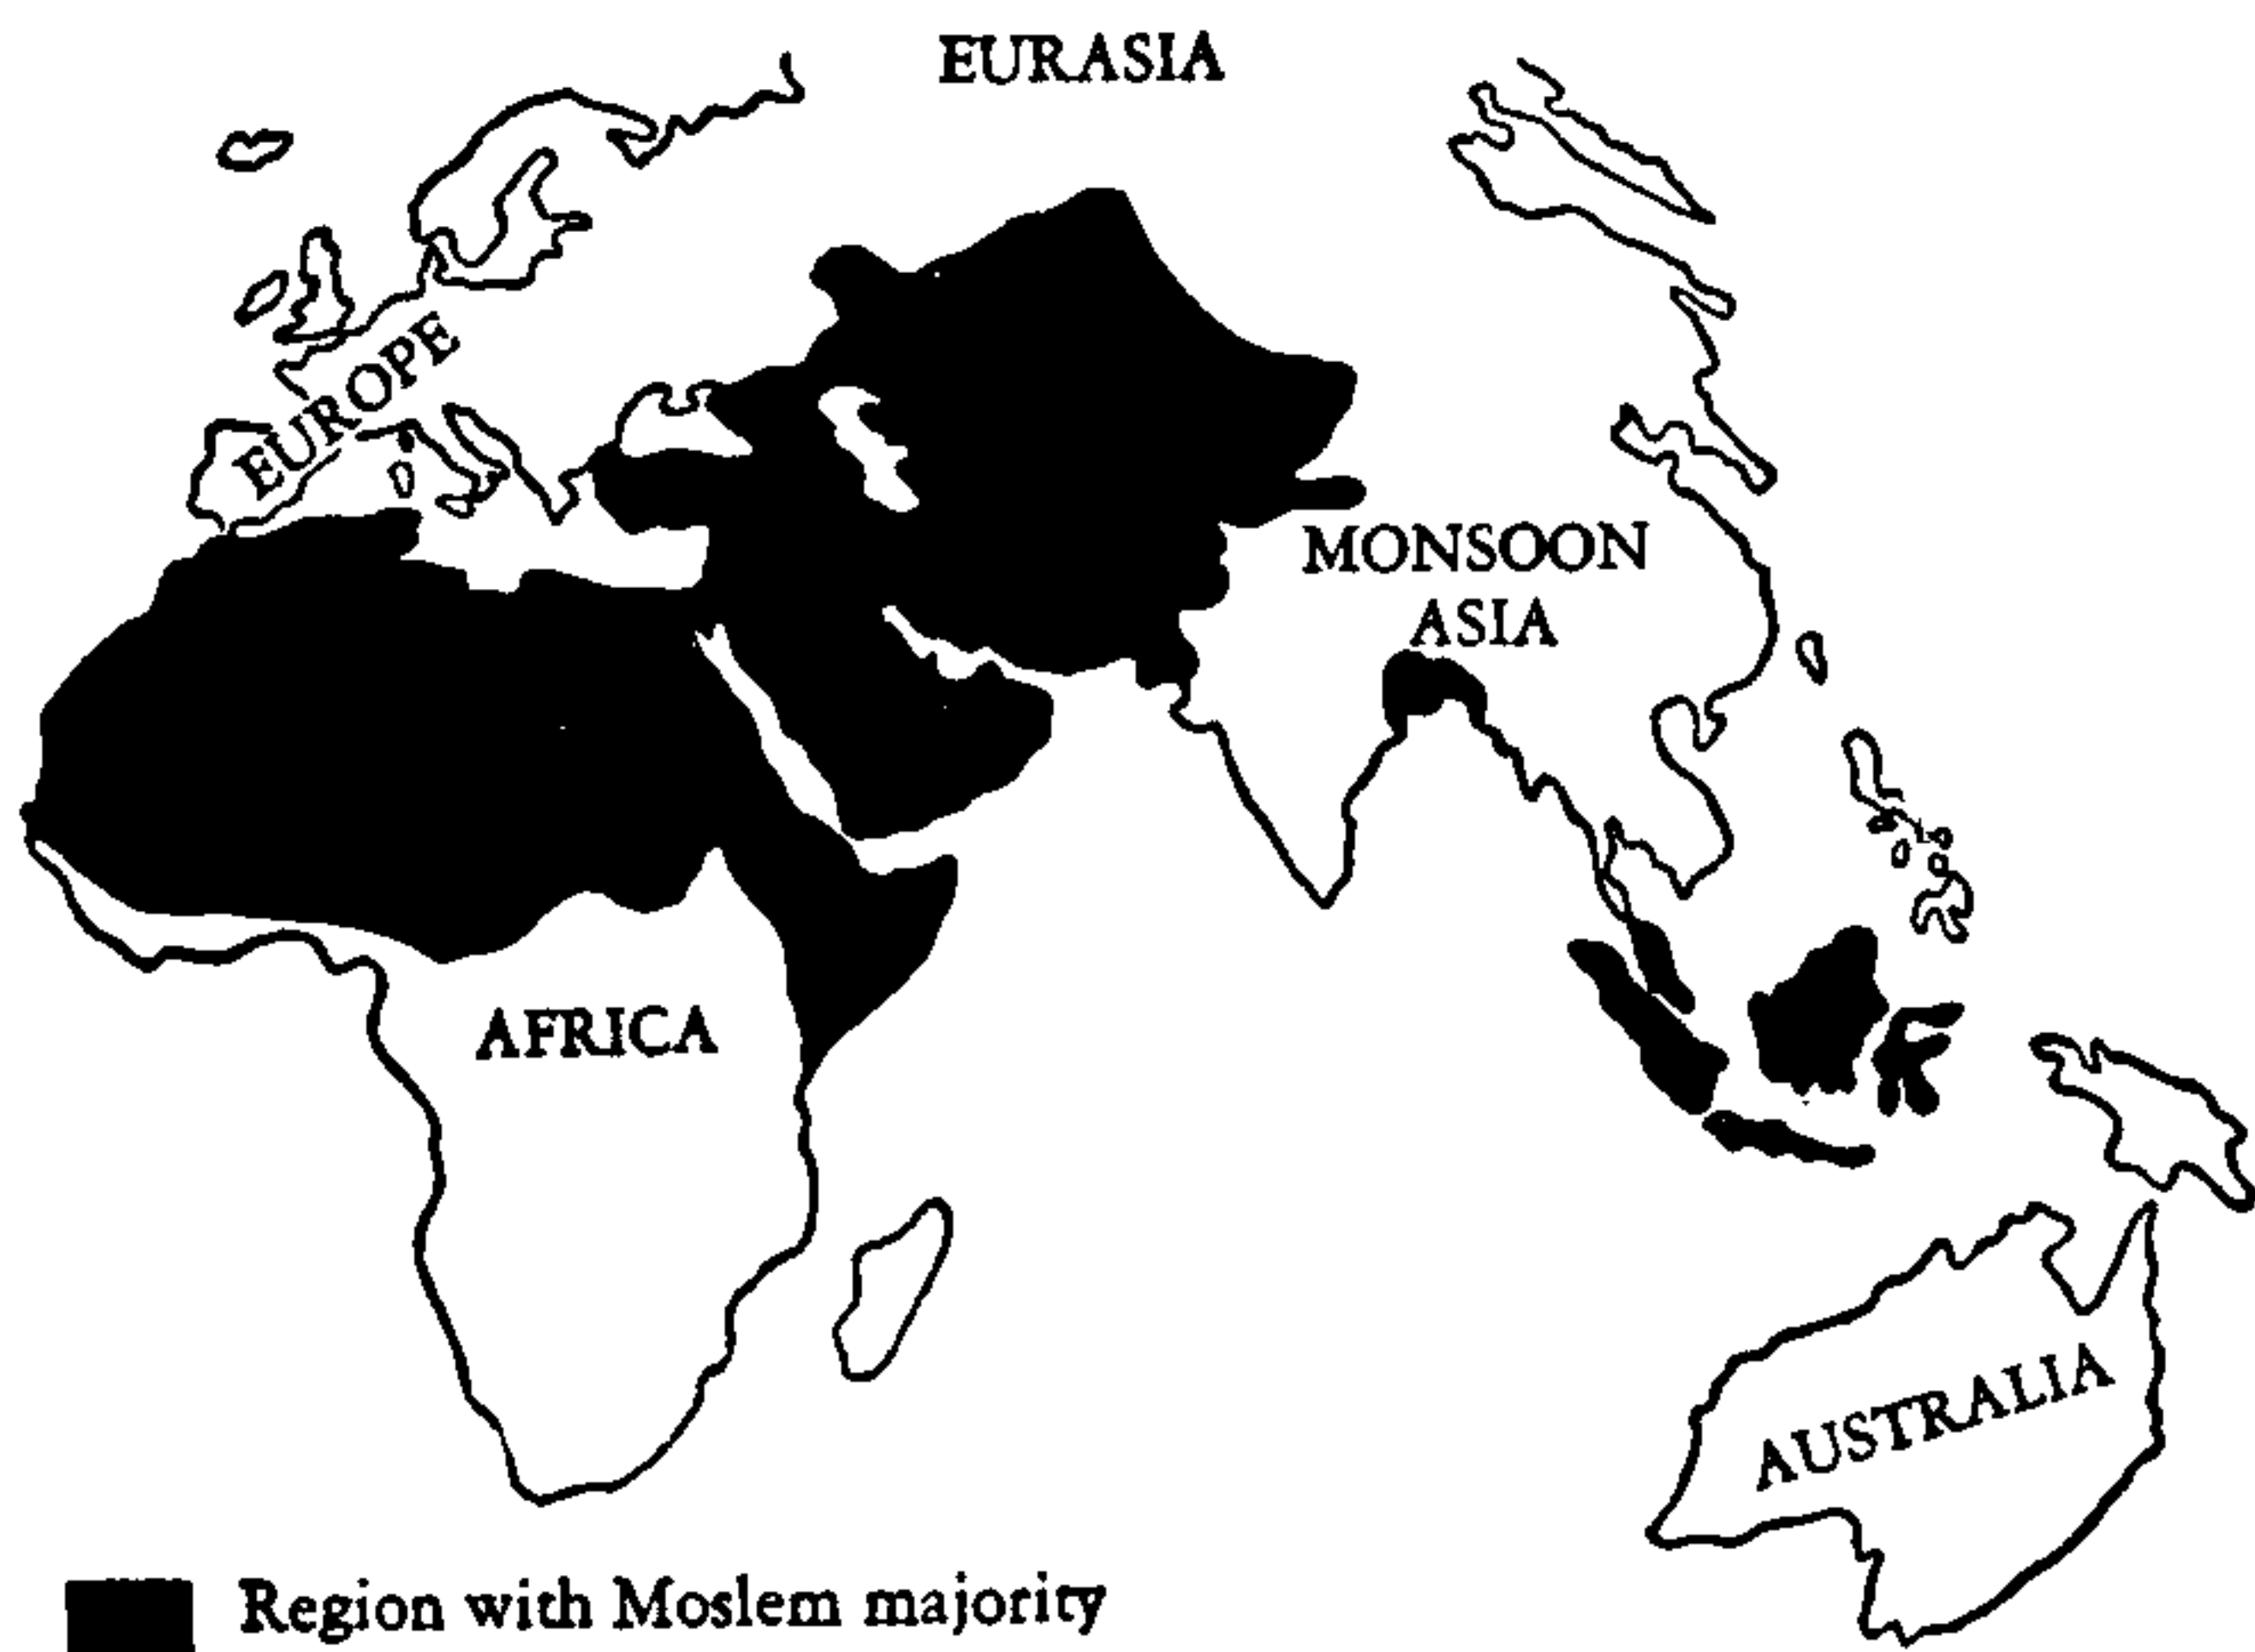 EURASIA
EUROPE
MONSOON
ASIA
AFRICA
AUSTRALIA
Region with Moslem majority